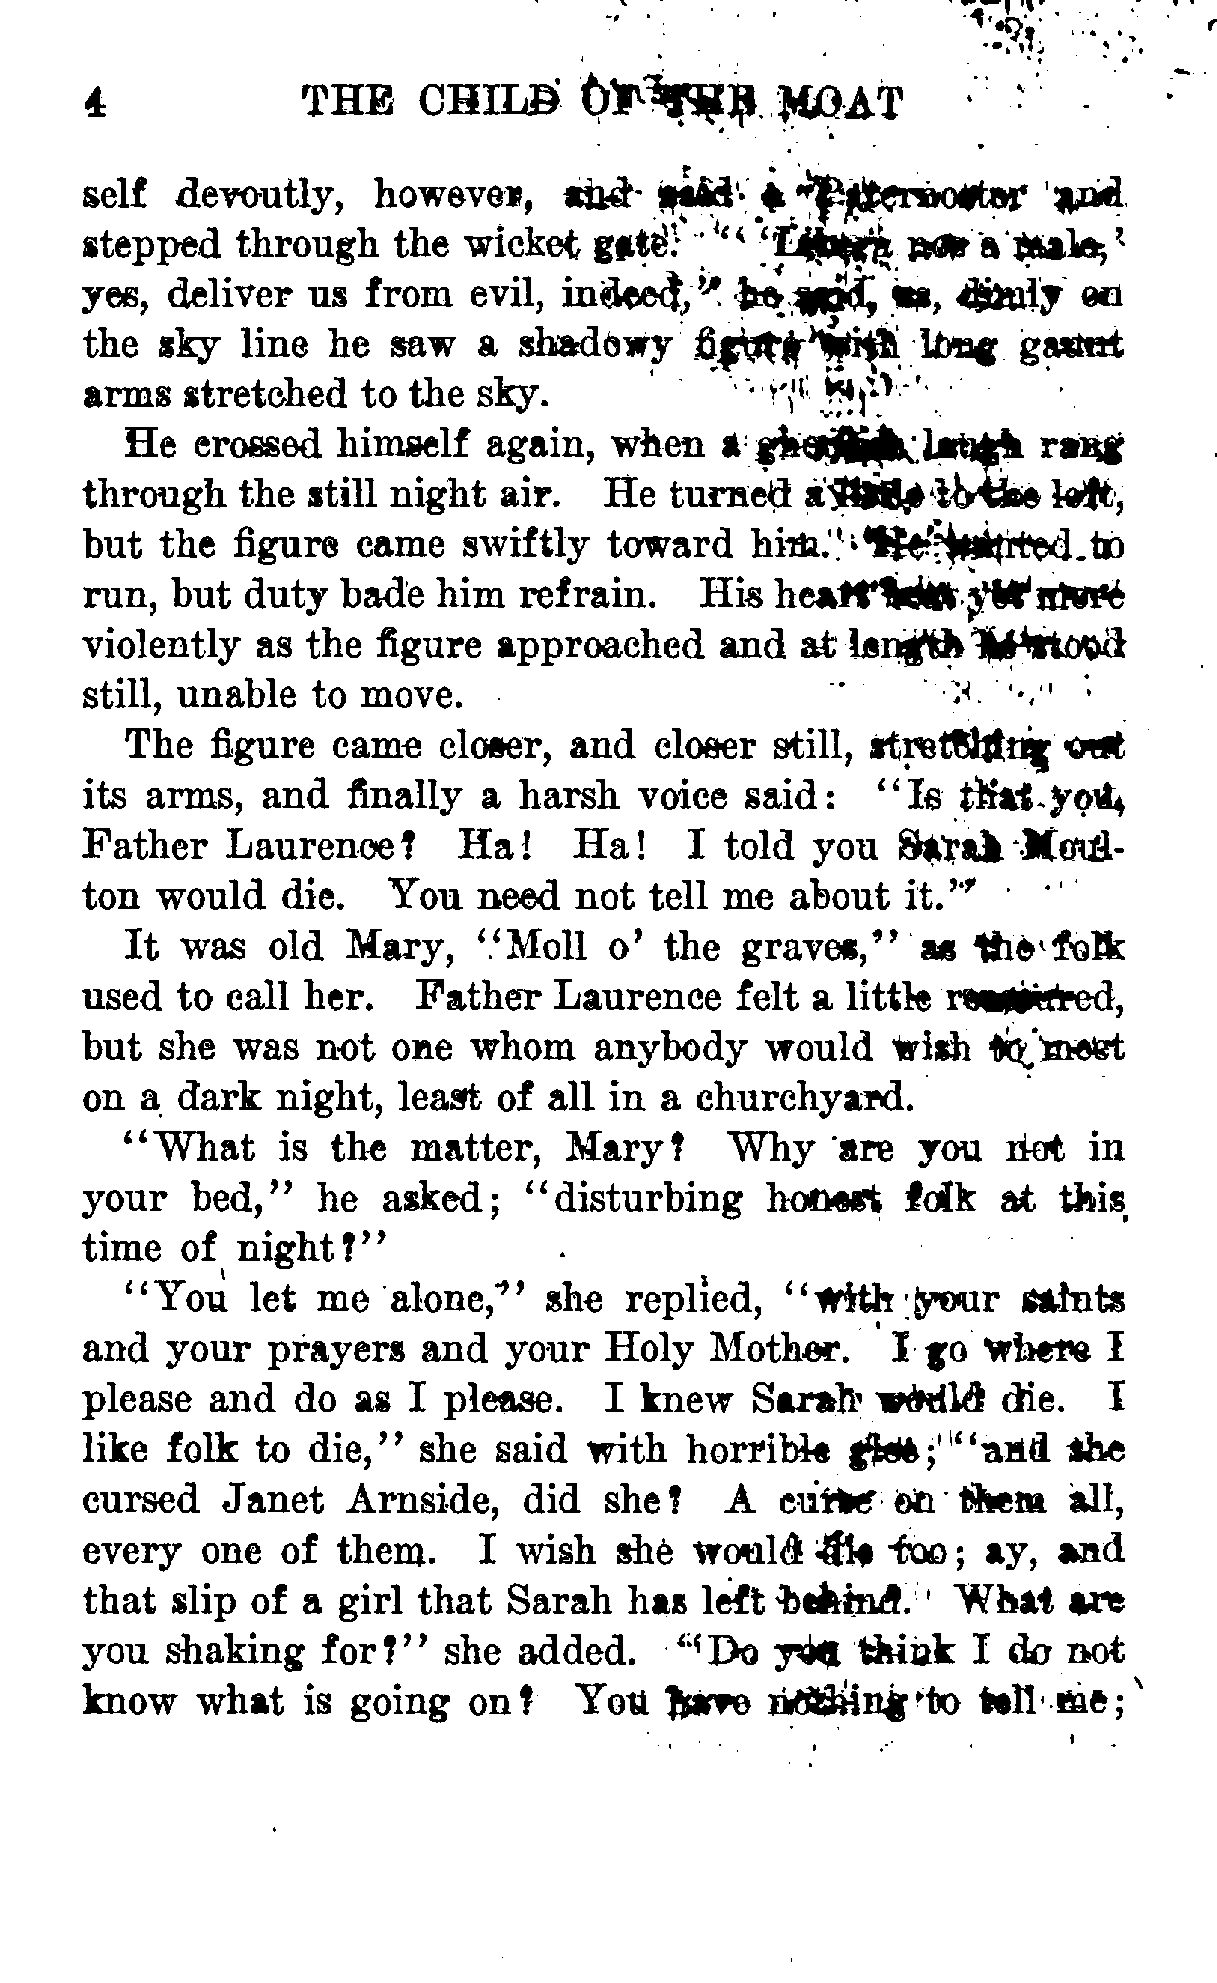 4 THE CHILD OF THE MOAT
self devoutly, however, and said a "Paternoster and
stepped through the wicket gate. "'Libera nos a malo,'
yes, deliver us from evil, indeed," he said, as, dimly on
the sky line he saw a shadowy figure with long gaunt
arms stretched to the sky.
He crossed himself again, when a ghoulish laugh rang
through the still night air. He turned a little to the left,
but the figure came swiftly toward him. He wanted to
run, but duty bade him refrain. His heart beat yet more
violently as the figure approached and at length he stood
still, unable to move.
The figure came closer, and closer still, stretching out
its arms, and finally a harsh voice said: "Is that you,
Father Laurence? Ha! Ha! I told you Sarah Moul-
ton would die. You need not tell me about it."
It was old Mary, "Moll o' the graves," as the folk
used to call her. Father Laurence felt a little reassured,
but she was not one whom anybody would wish to meet
on a dark night, least of all in a churchyard.
"What is the matter, Mary? Why are you not in
your bed," he asked; "disturbing honest folk at this
time of night?"
"You let me alone," she replied, "with your saints
and your prayers and your Holy Mother. I go where I
please and do as I please. I knew Sarah would die. I
like folk to die," she said with horrible glee; "and she
cursed Janet Arnside, did she? A curse on them all,
every one of them. I wish she would die too; ay, and
that slip of a girl that Sarah has left behind. What are
you shaking for?" she added. "Do you think I do not
know what is going on? You have nothing to tell me;